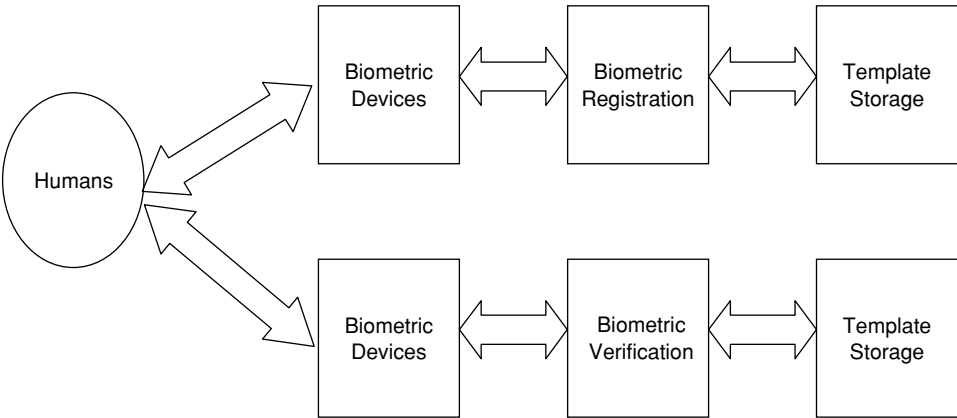 Humans
Biometric
Devices
Biometric
Registration
Template
Storage
Biometric
Devices
Biometric
Verification
Template
Storage